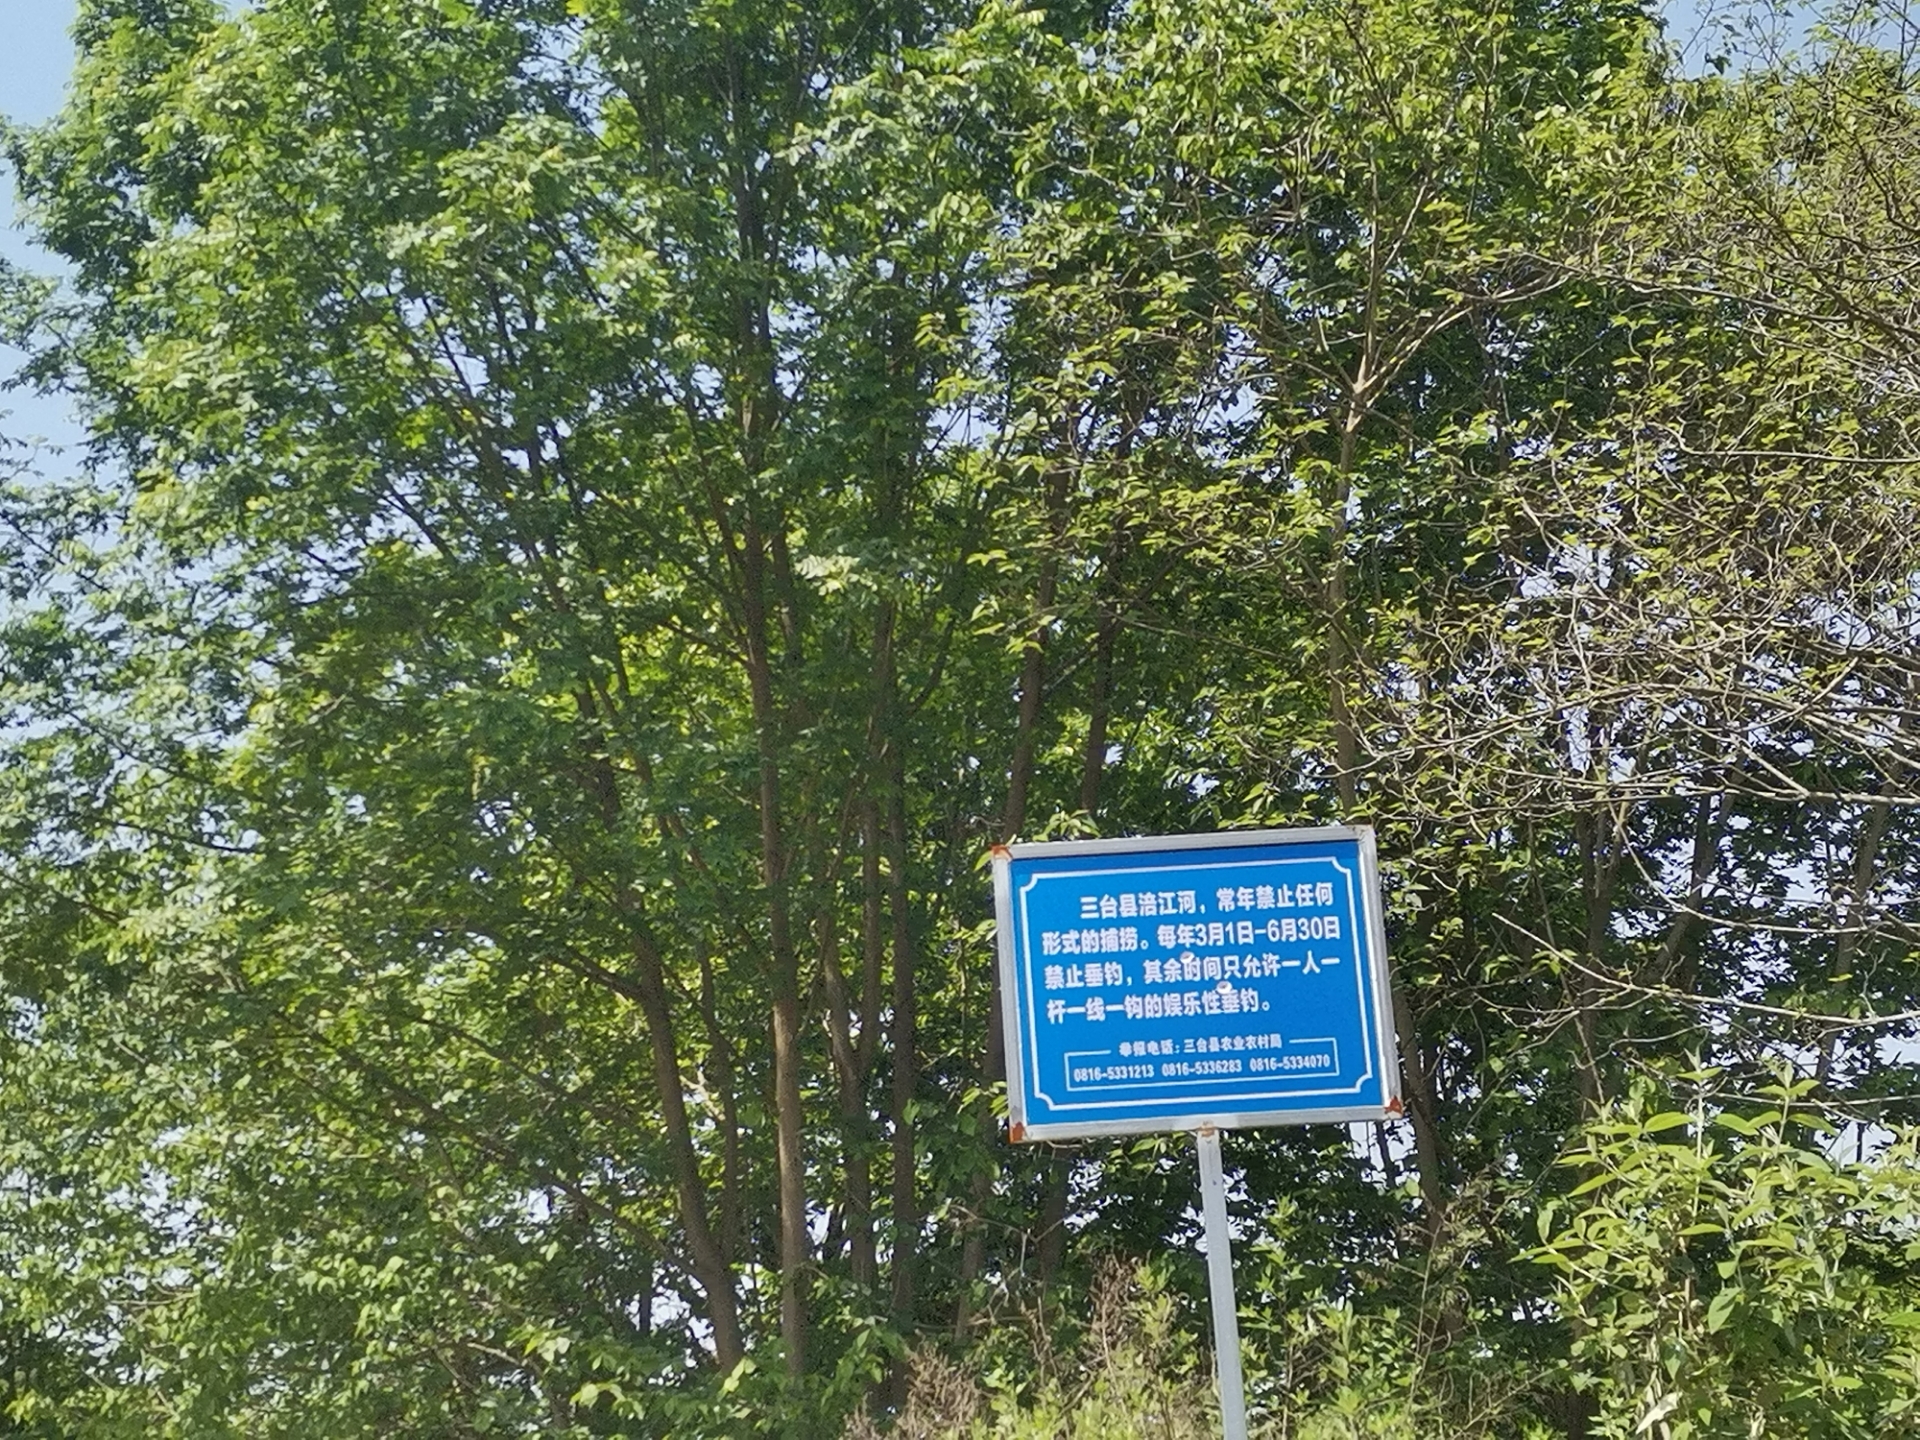 三台县涪江河，常年禁止任何
形式的捕捞。每年3月1日-6月30日
禁止垂钓，其余时间只允许一人一
杆一线一钩的娱乐性垂钓。
举报电话：三台县农业农村局
0816-5331213 0816-5336283 0816-5334070